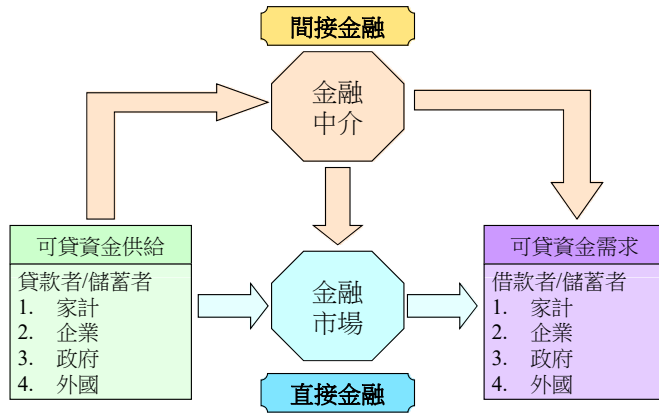 間接金融
金融
中介
可貸資金供給
貸款者/儲蓄者
1. 家計
2. 企業
3. 政府
4. 外國
金融
市場
可貸資金需求
借款者/儲蓄者
1. 家計
2. 企業
3. 政府
4. 外國
直接金融